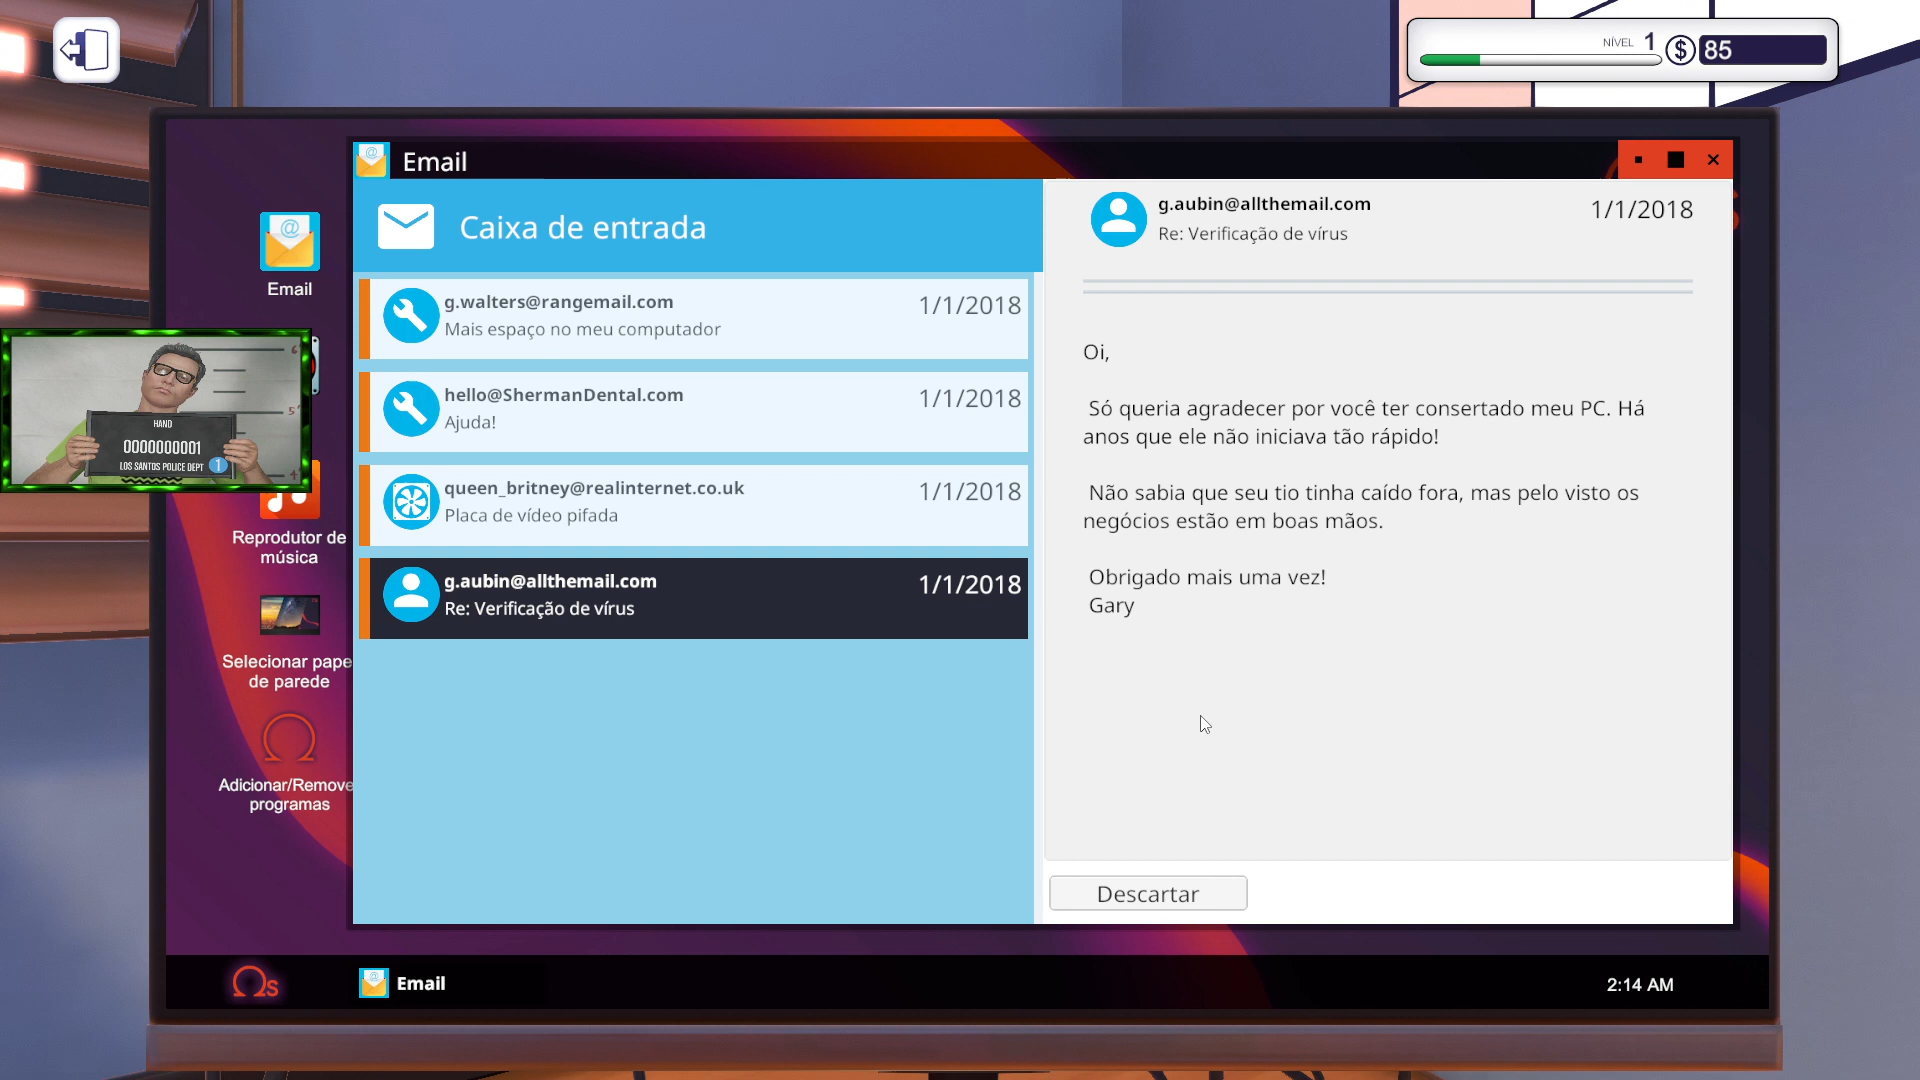 NÍVEL 1
$ 85
Email
Caixa de entrada
g.walters@rangemail.com 1/1/2018
Mais espaço no meu computador
hello@ShermanDental.com 1/1/2018
Ajuda!
queen_britney@realinternet.co.uk 1/1/2018
Placa de vídeo pifada
g.aubin@allthemail.com 1/1/2018
Re: Verificação de vírus
g.aubin@allthemail.com 1/1/2018
Re: Verificação de vírus
Oi,
Só queria agradecer por você ter consertado meu PC. Há
anos que ele não iniciava tão rápido!
Não sabia que seu tio tinha caído fora, mas pelo visto os
negócios estão em boas mãos.
Obrigado mais uma vez!
Gary
Descartar
Email
HAND
0000000001
LOS SANTOS POLICE DEPT 1
Reprodutor de
música
Selecionar pape
de parede
Adicionar/Remove
programas
Ωs
Email
2:14 AM